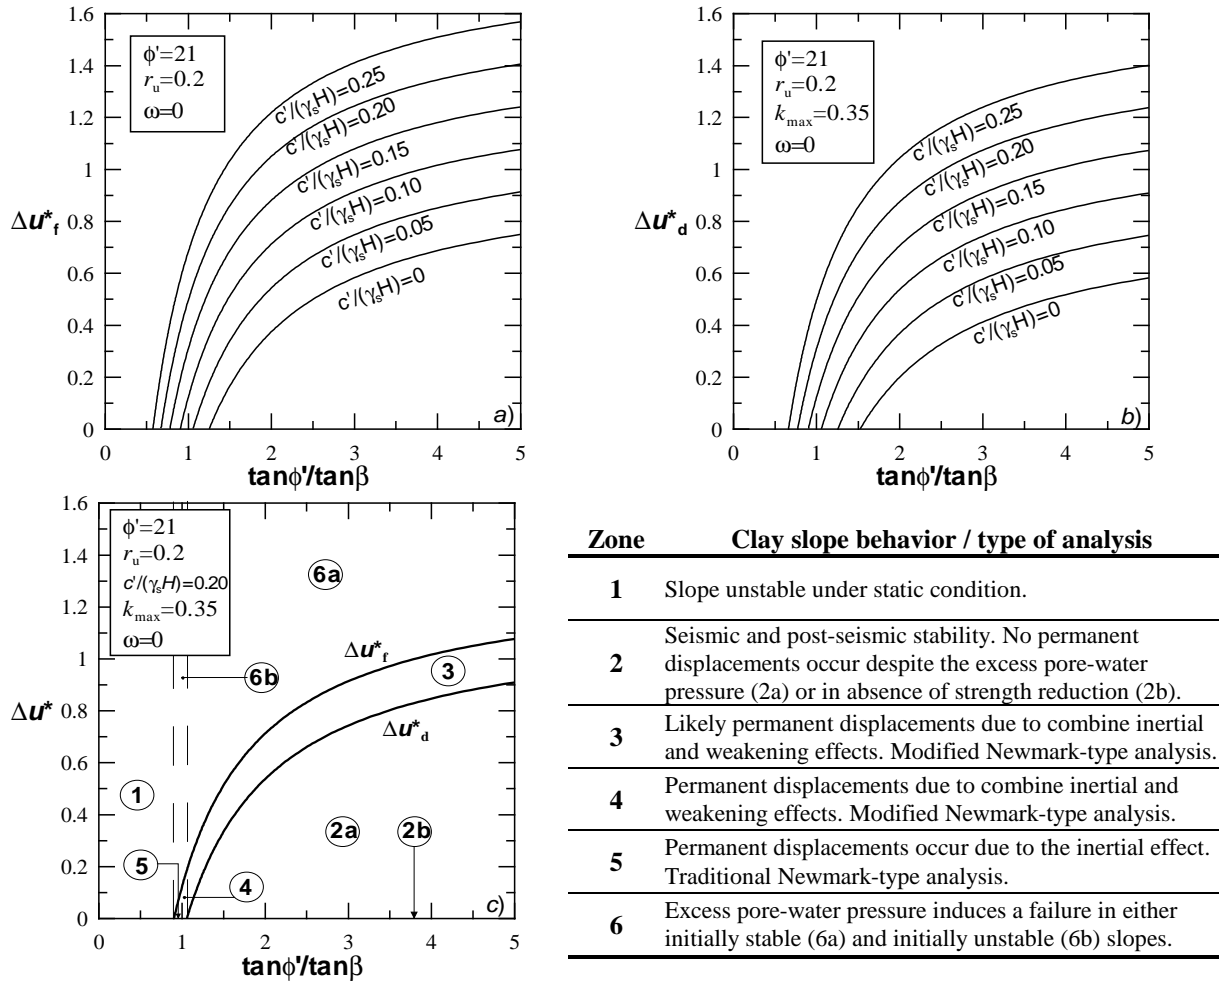 1.6
1.4
1.2
1
0.8
0.6
0.4
0.2
0
Δu*f
ϕ'=21
ru=0.2
ω=0
c'/(γsH)=0.25
c'/(γsH)=0.20
c'/(γsH)=0.15
c'/(γsH)=0.10
c'/(γsH)=0.05
c'/(γsH)=0
a)
0 1 2 3 4 5
tanϕ'/tanβ
1.6
1.4
1.2
1
0.8
0.6
0.4
0.2
0
Δu*d
ϕ'=21
ru=0.2
kmax=0.35
ω=0
c'/(γsH)=0.25
c'/(γsH)=0.20
c'/(γsH)=0.15
c'/(γsH)=0.10
c'/(γsH)=0.05
c'/(γsH)=0
b)
0 1 2 3 4 5
tanϕ'/tanβ
1.6
1.4
1.2
1
0.8
0.6
0.4
0.2
0
Δu*
ϕ'=21
ru=0.2
c'/(γsH)=0.20
kmax=0.35
ω=0
6a
6b
Δu*f
3
Δu*d
1
2a
2b
5
4
c)
0 1 2 3 4 5
tanϕ'/tanβ
Zone Clay slope behavior / type of analysis
1 Slope unstable under static condition.
Seismic and post-seismic stability. No permanent
2 displacements occur despite the excess pore-water
pressure (2a) or in absence of strength reduction (2b).
3 Likely permanent displacements due to combine inertial
and weakening effects. Modified Newmark-type analysis.
4 Permanent displacements due to combine inertial and
weakening effects. Modified Newmark-type analysis.
5 Permanent displacements occur due to the inertial effect.
Traditional Newmark-type analysis.
6 Excess pore-water pressure induces a failure in either
initially stable (6a) and initially unstable (6b) slopes.